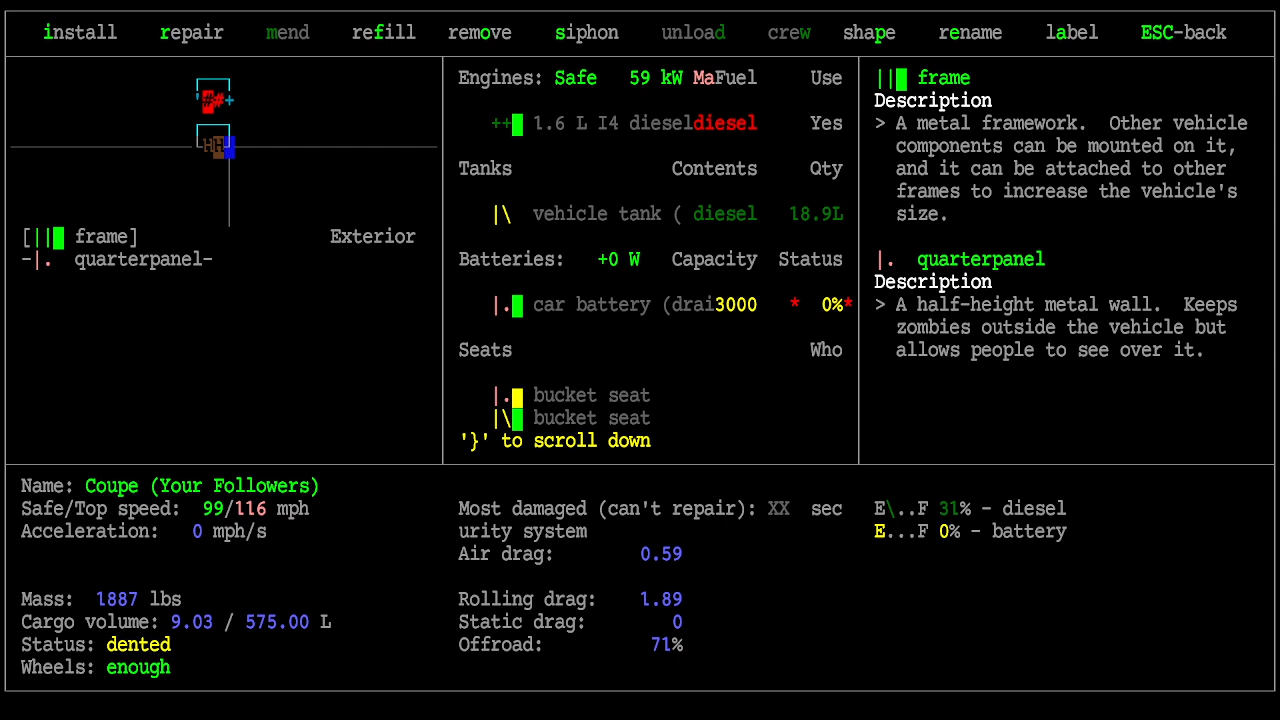 install repair mend refill remove siphon unload crew shape rename label ESC-back
Engines: Safe 59 kW MaFuel Use
++ 1.6 L I4 dieseldiesel Yes
Tanks Contents Qty
|\ vehicle tank ( diesel 18.9L
Batteries: +0 W Capacity Status
|. car battery (drai3000 * 0%*
Seats Who
|. bucket seat
|\ bucket seat
'}' to scroll down
'##+
HH
[|| frame] Exterior
-|. quarterpanel-
|| frame
Description
> A metal framework. Other vehicle
components can be mounted on it,
and it can be attached to other
frames to increase the vehicle's
size.
|. quarterpanel
Description
> A half-height metal wall. Keeps
zombies outside the vehicle but
allows people to see over it.
Name: Coupe (Your Followers)
Safe/Top speed: 99/116 mph
Acceleration: 0 mph/s
Mass: 1887 lbs
Cargo volume: 9.03 / 575.00 L
Status: dented
Wheels: enough
Most damaged (can't repair): XX sec
urity system
Air drag: 0.59
Rolling drag: 1.89
Static drag: 0
Offroad: 71%
E\..F 31% - diesel
E...F 0% - battery